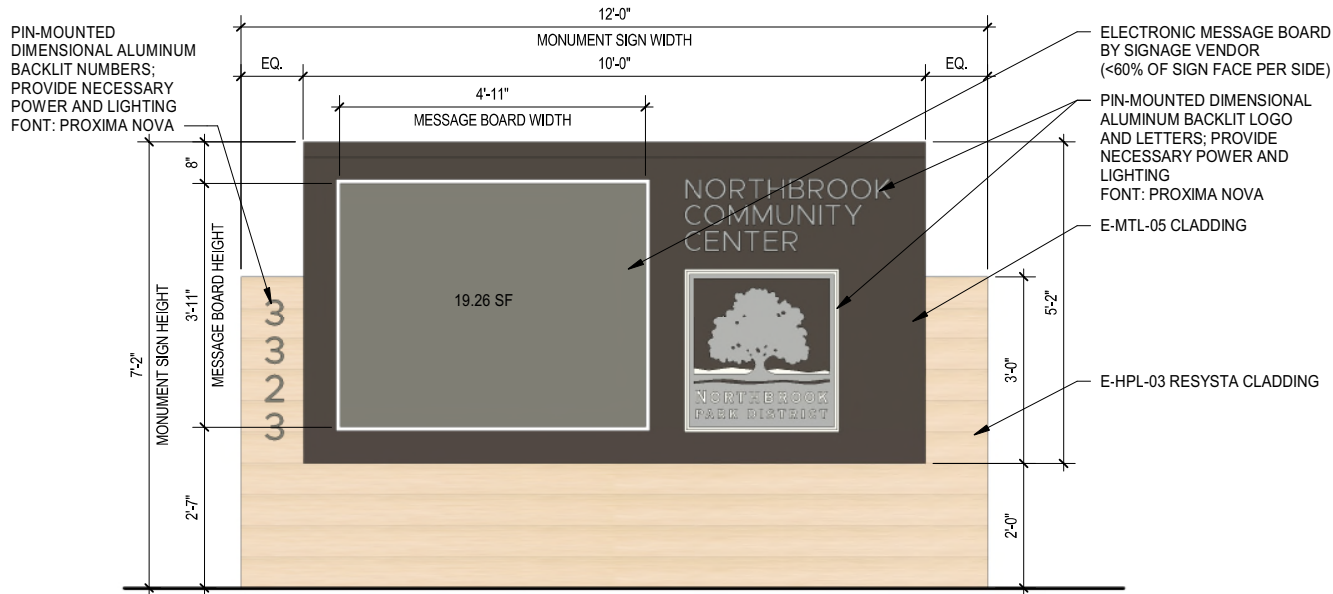 PIN-MOUNTED
DIMENSIONAL ALUMINUM
BACKLIT NUMBERS;
PROVIDE NECESSARY
POWER AND LIGHTING
FONT: PROXIMA NOVA
12'-0"
MONUMENT SIGN WIDTH
EQ.
10'-0"
EQ.
4'-11"
MESSAGE BOARD WIDTH
ELECTRONIC MESSAGE BOARD
BY SIGNAGE VENDOR
(<60% OF SIGN FACE PER SIDE)
PIN-MOUNTED DIMENSIONAL
ALUMINUM BACKLIT LOGO
AND LETTERS; PROVIDE
NECESSARY POWER AND
LIGHTING
FONT: PROXIMA NOVA
E-MTL-05 CLADDING
E-HPL-03 RESYSTA CLADDING
7'-2"
MONUMENT SIGN HEIGHT
8"
3'-11"
MESSAGE BOARD HEIGHT
2'-7"
3
3
2
3
19.26 SF
NORTHBROOK
COMMUNITY
CENTER
NORTHBROOK
PARK DISTRICT
3'-0"
2'-0"
5'-2"